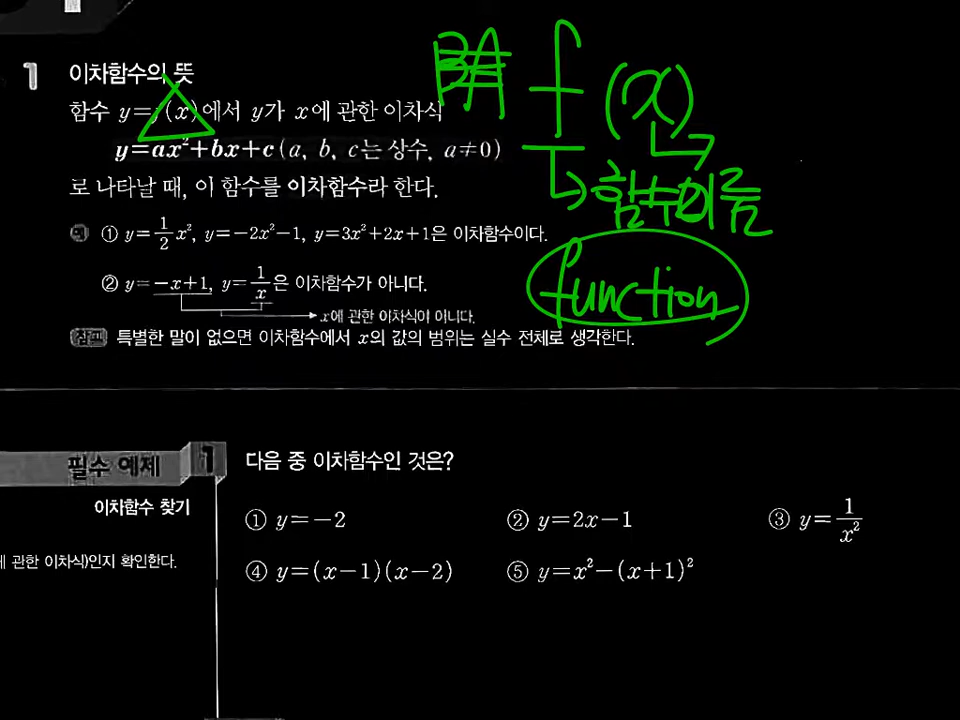 1 이차함수의 뜻
함수 y=f(x)에서 y가 x에 관한 이차식
y=ax²+bx+c(a, b, c는 상수, a≠0)
로 나타날 때, 이 함수를 이차함수라 한다.
① y=\frac{1}{2}x², y=-2x²-1, y=3x²+2x+1은 이차함수이다.
② y=-x+1, y=\frac{1}{x}은 이차함수가 아니다.
x에 관한 이차식이 아니다.
특별한 말이 없으면 이차함수에서 x의 값의 범위는 실수 전체로 생각한다.
f(x)
함수이름
function
필수 예제 1 다음 중 이차함수인 것은?
이차함수 찾기
① y=-2 ② y=2x-1 ③ y=\frac{1}{x²}
관한 이차식)인지 확인한다.
④ y=(x-1)(x-2) ⑤ y=x²-(x+1)²